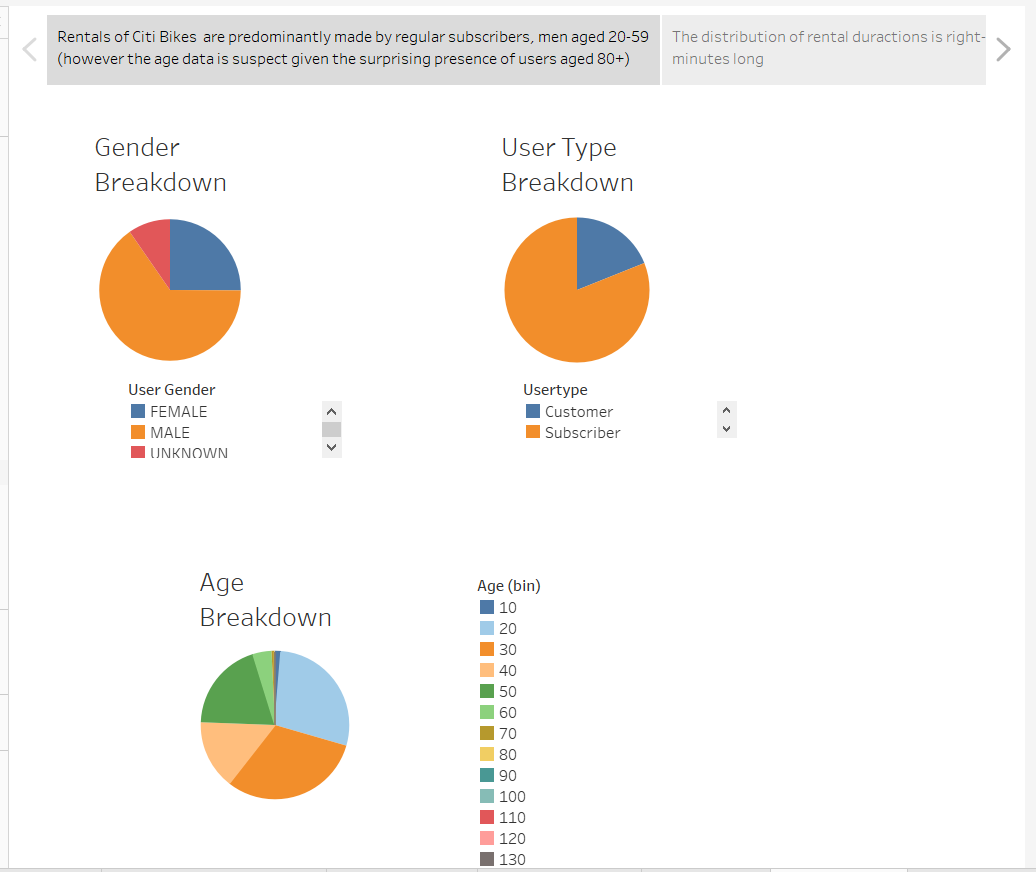 Rentals of Citi Bikes are predominantly made by regular subscribers, men aged 20-59
(however the age data is suspect given the surprising presence of users aged 80+)
The distribution of rental duractions is right-
minutes long
Gender
Breakdown
User Type
Breakdown
User Gender
FEMALE
MALE
UNKNOWN
Usertype
Customer
Subscriber
Age
Breakdown
Age (bin)
10
20
30
40
50
60
70
80
90
100
110
120
130